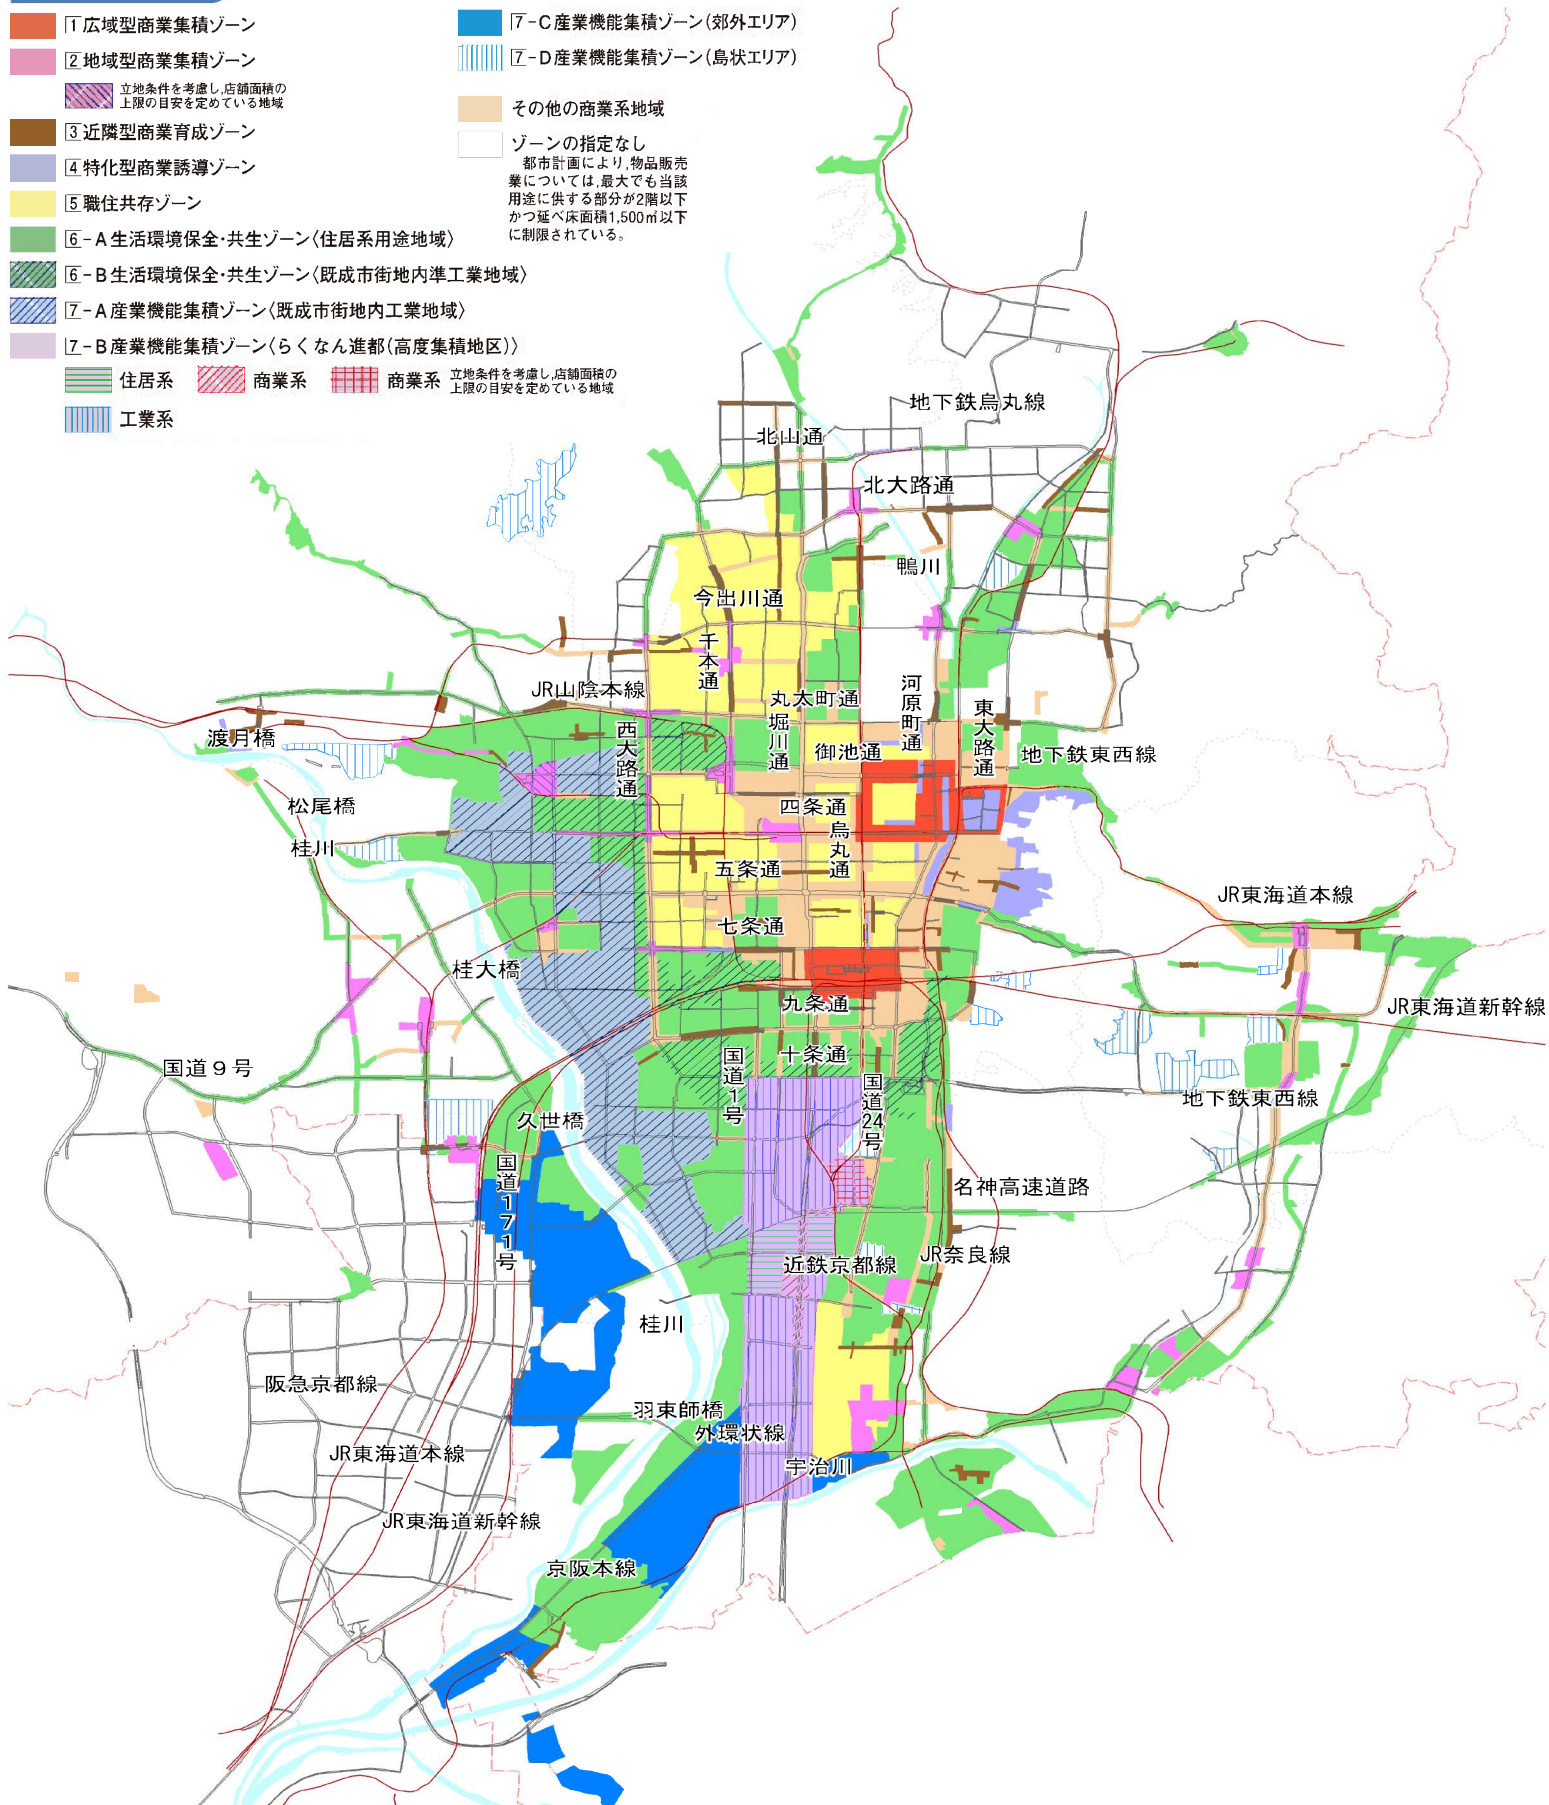 1広域型商業集積ゾーン
2地域型商業集積ゾーン
立地条件を考慮し,店舗面積の
上限の目安を定めている地域
3近隣型商業育成ゾーン
4特化型商業誘導ゾーン
5職住共存ゾーン
6-A生活環境保全・共生ゾーン〈住居系用途地域〉
6-B生活環境保全・共生ゾーン〈既成市街地内準工業地域〉
7-A産業機能集積ゾーン〈既成市街地内工業地域〉
7-B産業機能集積ゾーン〈らくなん進都(高度集積地区)〉
住居系
商業系
商業系
立地条件を考慮し,店舗面積の
上限の目安を定めている地域
工業系
7-C産業機能集積ゾーン(郊外エリア)
7-D産業機能集積ゾーン(島状エリア)
その他の商業系地域
ゾーンの指定なし
都市計画により,物品販売
業については,最大でも当該
用途に供する部分が2階以下
かつ延べ床面積1,500㎡以下
に制限されている。
地下鉄烏丸線
北山通
北大路通
鴨川
今出川通
千本通
JR山陰本線
丸太町通
河原町通
東大路通
堀川通
西大路通
渡月橋
御池通
地下鉄東西線
松尾橋
四条通
烏丸通
桂川
五条通
JR東海道本線
七条通
桂大橋
九条通
JR東海道新幹線
国道9号
国道1号
十条通
国道24号
地下鉄東西線
久世橋
国道171号
名神高速道路
近鉄京都線
JR奈良線
桂川
阪急京都線
羽束師橋
外環状線
JR東海道本線
宇治川
JR東海道新幹線
京阪本線